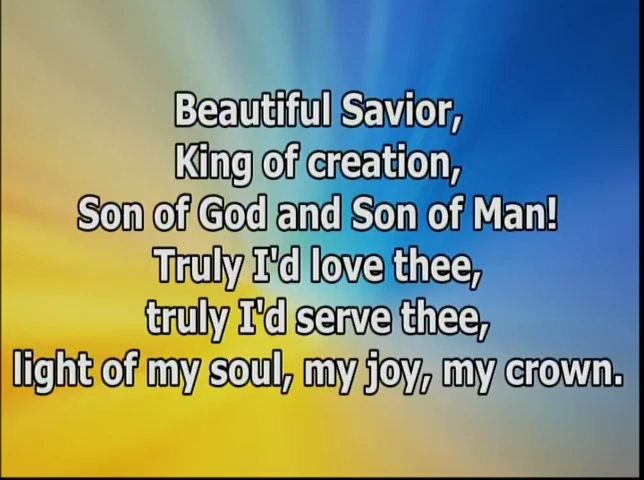 Beautiful Savior,
King of creation,
Son of God and Son of Man!
Truly I'd love thee,
truly I'd serve thee,
light of my soul, my joy, my crown.